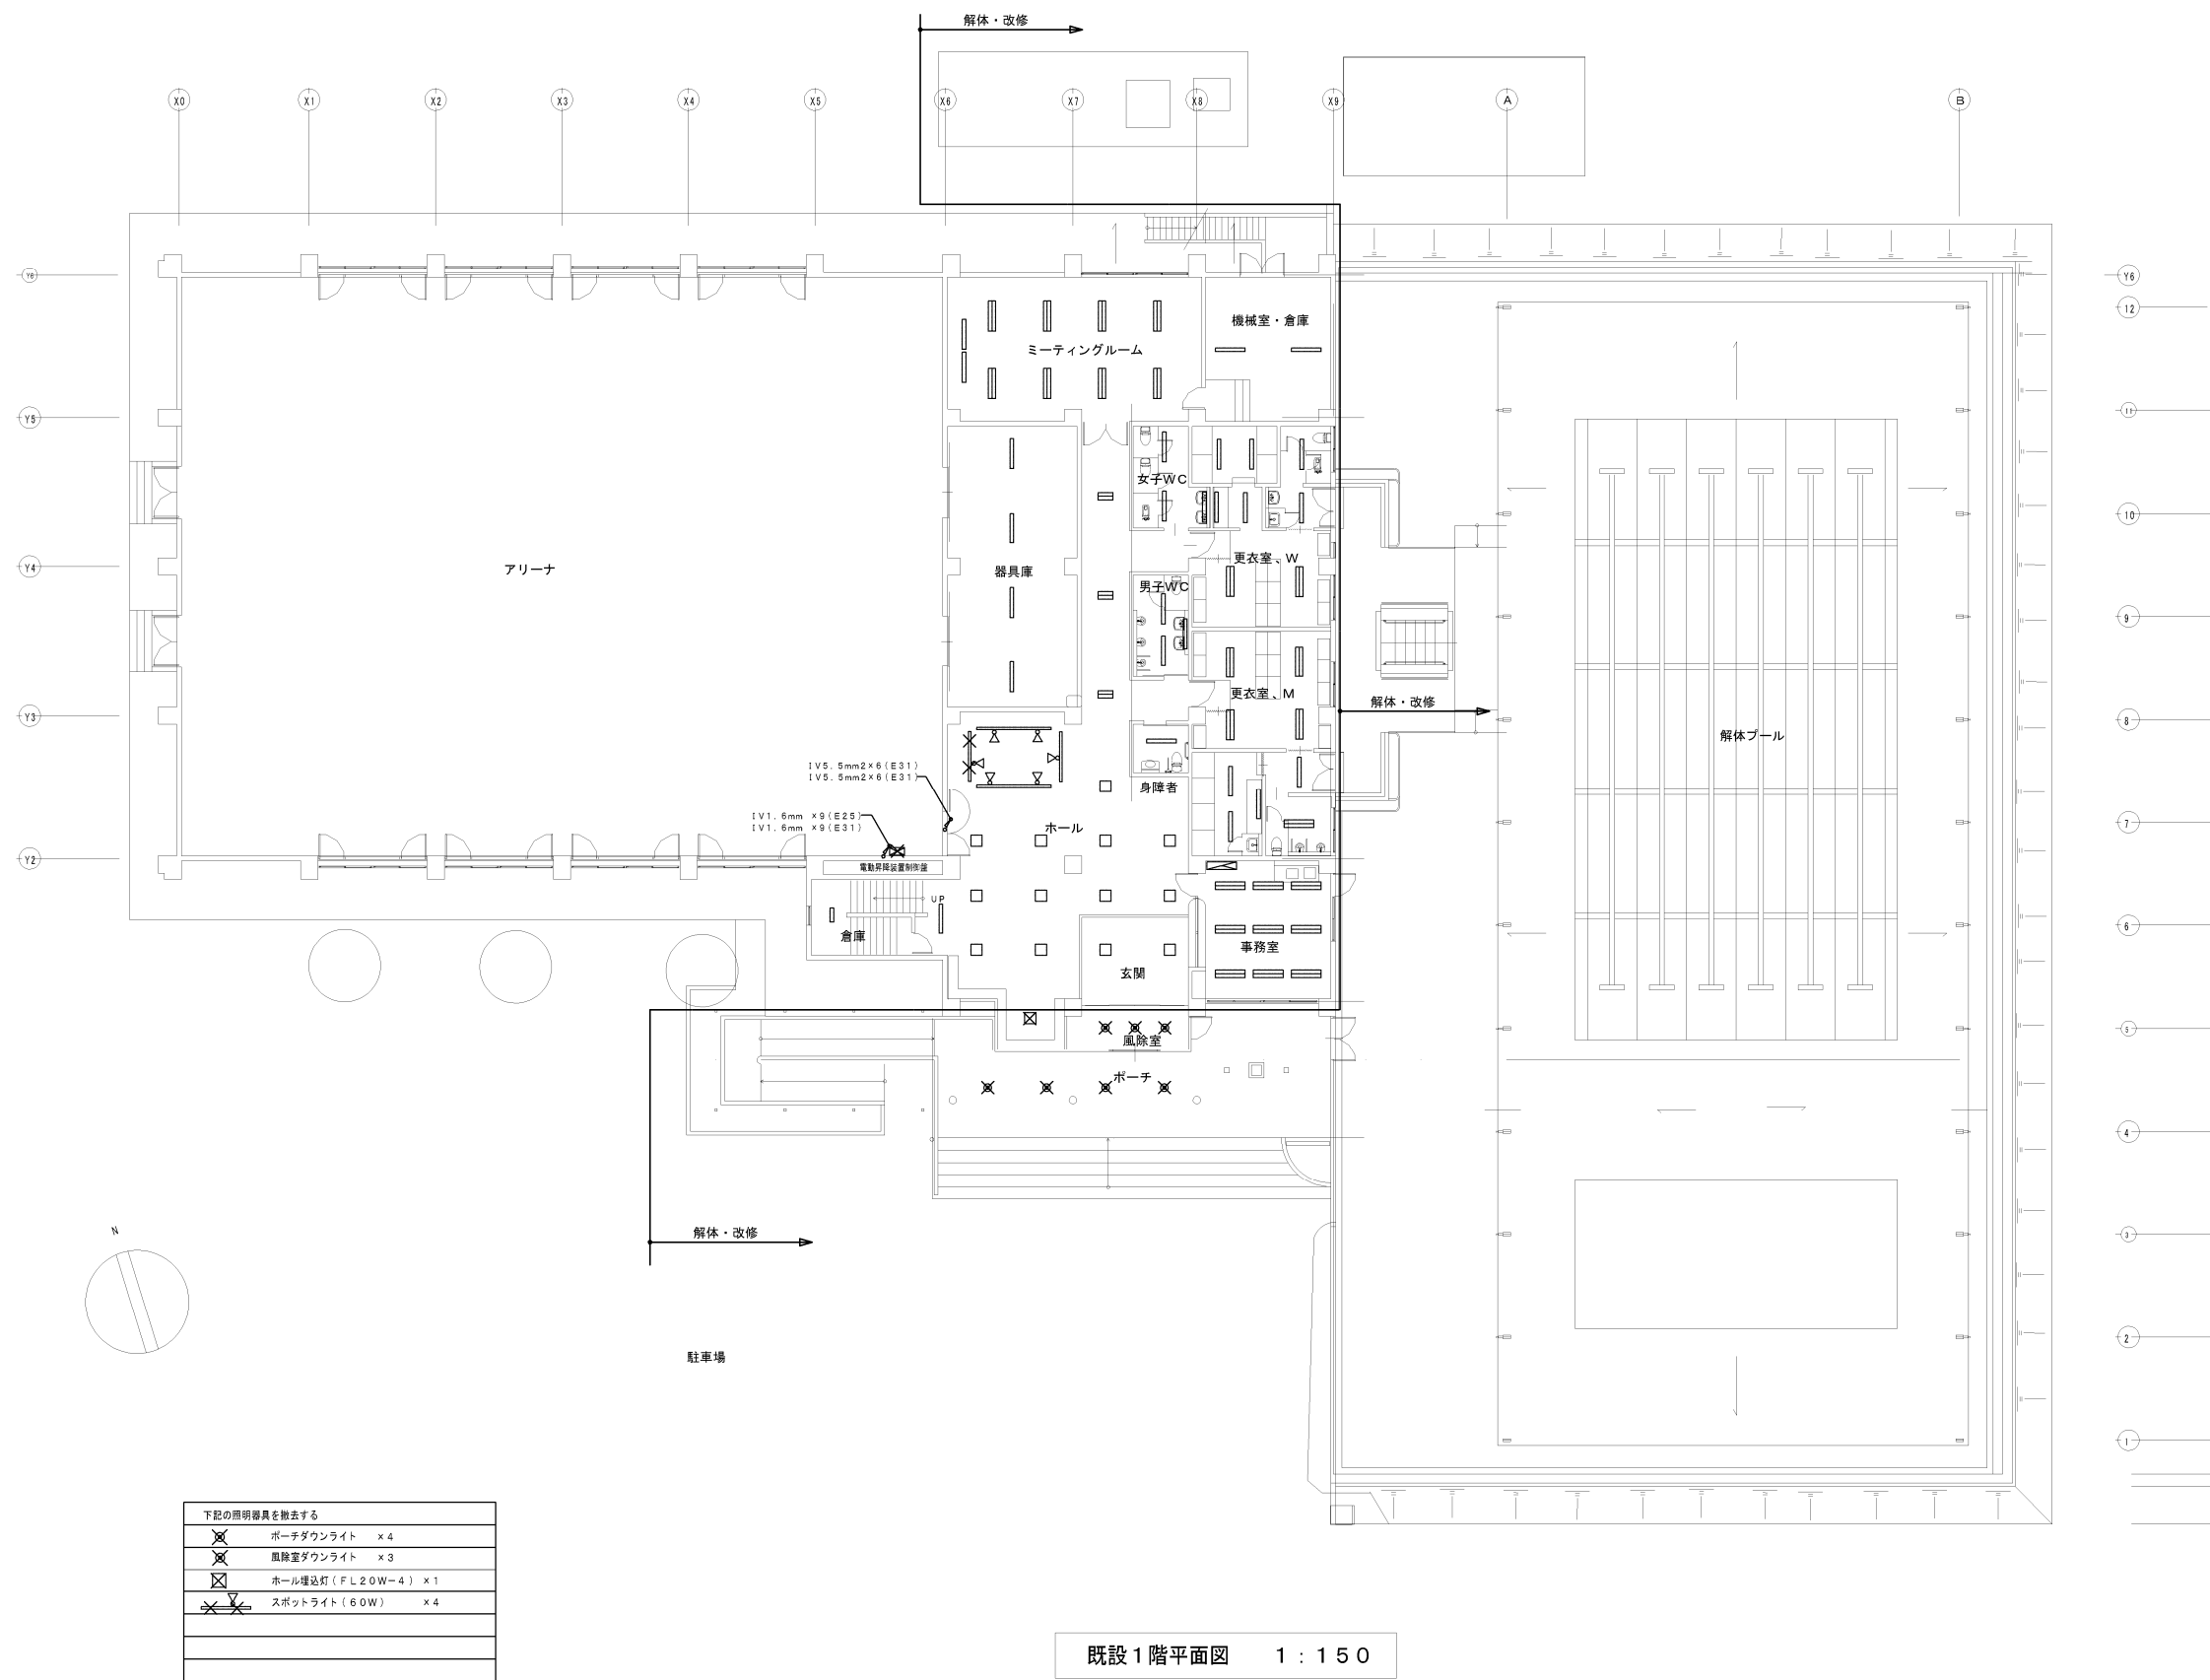 解体・改修
X0 X1 X2 X3 X4 X5 X6 X7 X8 X9 A B
Y6 Y6
12
機械室・倉庫
ミーティングルーム
Y5 11
女子WC
10
Y4 アリーナ 器具庫 更衣室、W
男子WC
9
更衣室、M 解体・改修
Y3 8
解体プール
IV5.5mm2×6(E31)
IV5.5mm2×6(E31)
身障者
IV1.6mm ×9(E25)
IV1.6mm ×9(E31)
ホール
7
Y2
電動昇降装置制御盤
UP
倉庫
事務室
6
玄関
5
風除室
ポーチ
4
N
解体・改修
3
2
駐車場
1
下記の照明器具を撤去する
ポーチダウンライト ×4
風除室ダウンライト ×3
ホール埋込灯(FL20W-4) ×1
スポットライト(60W) ×4
既設1階平面図 1:150